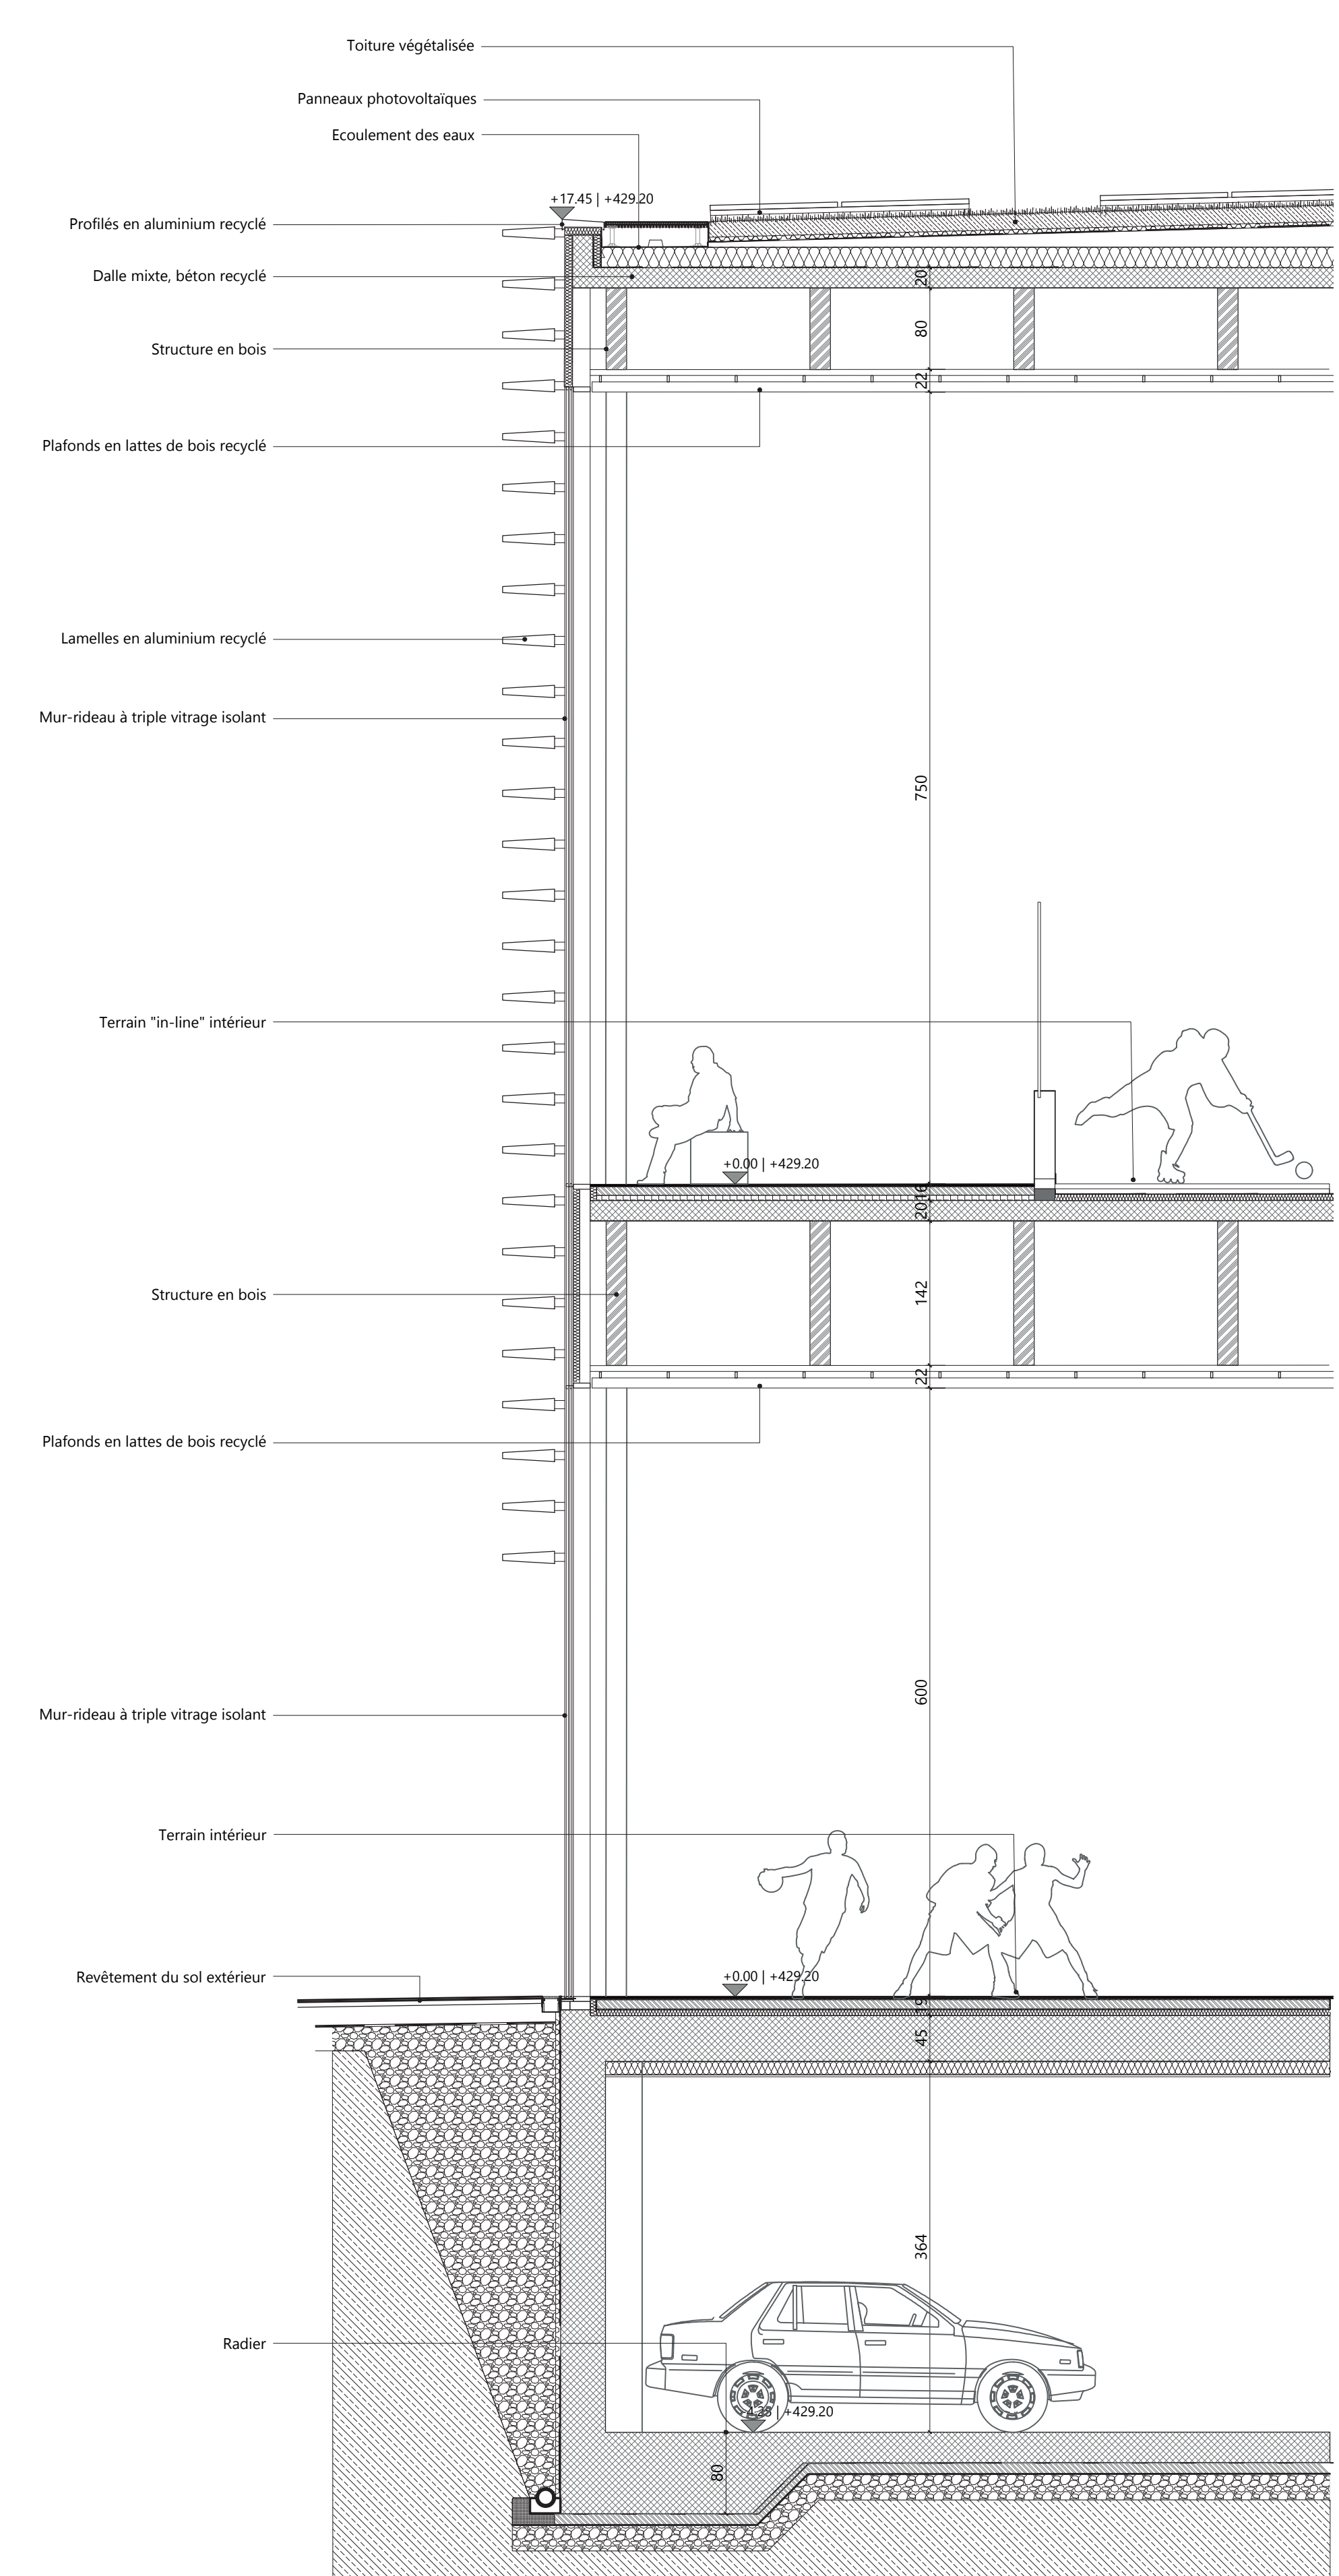 Toiture végétalisée
Panneaux photovoltaïques
Ecoulement des eaux
+17.45 | +429.20
Profilés en aluminium recyclé
Dalle mixte, béton recyclé
20
80
Structure en bois
22
Plafonds en lattes de bois recyclé
Lamelles en aluminium recyclé
Mur-rideau à triple vitrage isolant
750
Terrain "in-line" intérieur
+0.00 | +429.20
16
20
142
Structure en bois
22
Plafonds en lattes de bois recyclé
600
Mur-rideau à triple vitrage isolant
Terrain intérieur
Revêtement du sol extérieur
+0.00 | +429.20
19
45
364
Radier
| +429.20
80